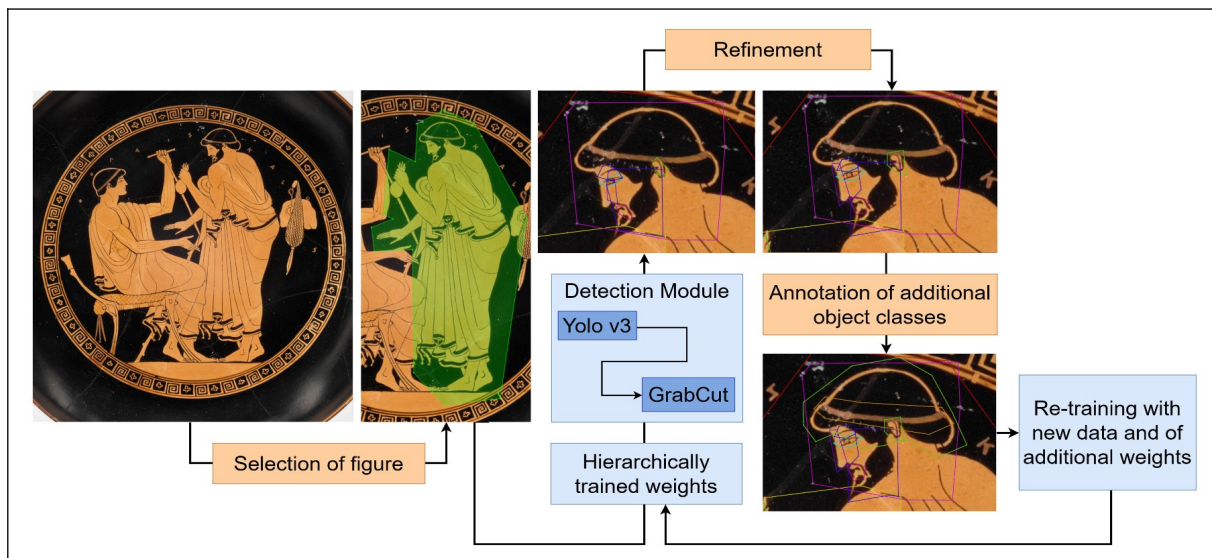 Refinement
Detection Module
Yolo v3
GrabCut
Annotation of additional
object classes
Selection of figure
Hierarchically
trained weights
Re-training with
new data and of
additional weights